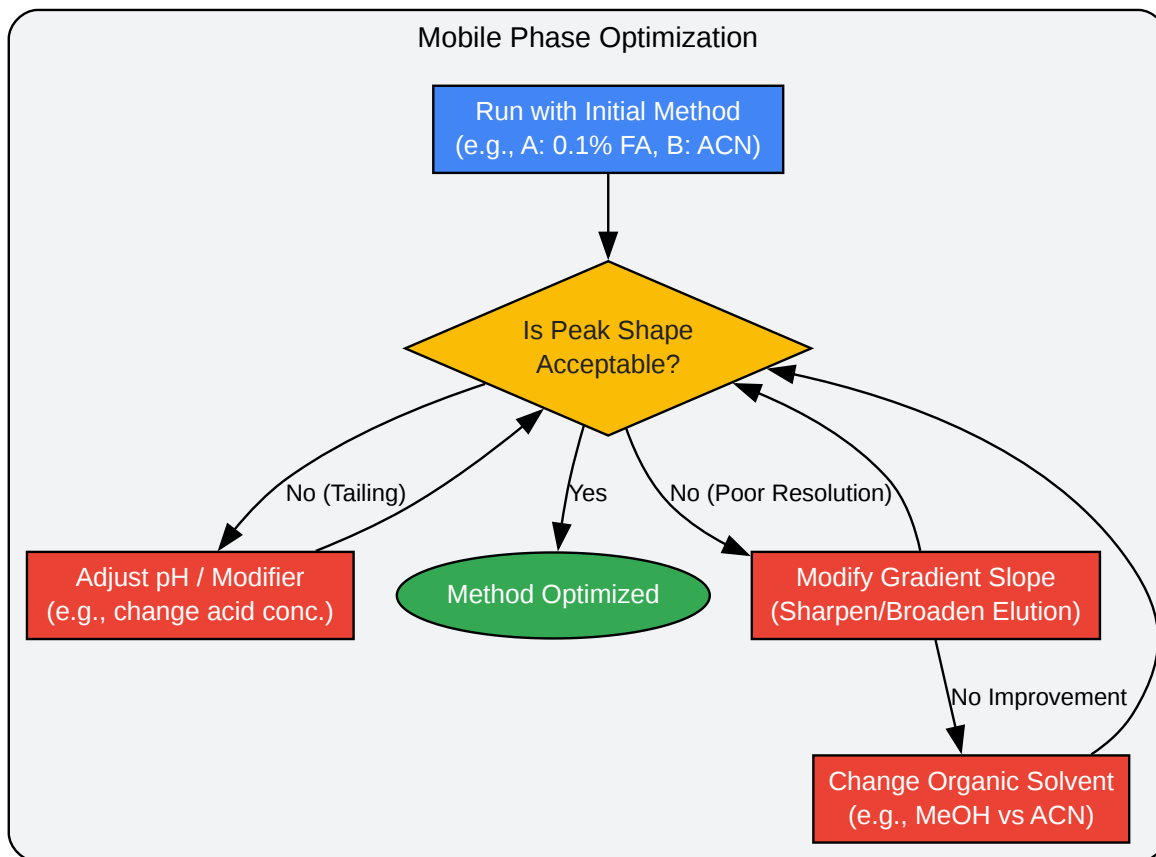 Mobile Phase Optimization
Run with Initial Method
(e.g., A: 0.1% FA, B: ACN)
Is Peak Shape
Acceptable?
No (Tailing)
Yes
No (Poor Resolution)
Adjust pH / Modifier
(e.g., change acid conc.)
Method Optimized
Modify Gradient Slope
(Sharpen/Broaden Elution)
No Improvement
Change Organic Solvent
(e.g., MeOH vs ACN)